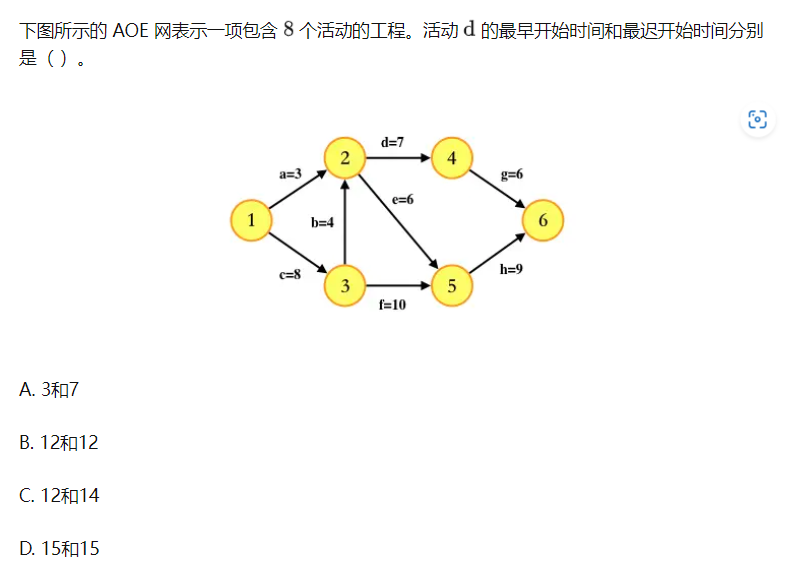 下图所示的 AOE 网表示一项包含 8 个活动的工程。活动 d 的最早开始时间和最迟开始时间分别
是（ ）。
d=7
2
4
a=3
g=6
e=6
1
b=4
6
c=8
h=9
3
5
f=10
A. 3和7
B. 12和12
C. 12和14
D. 15和15